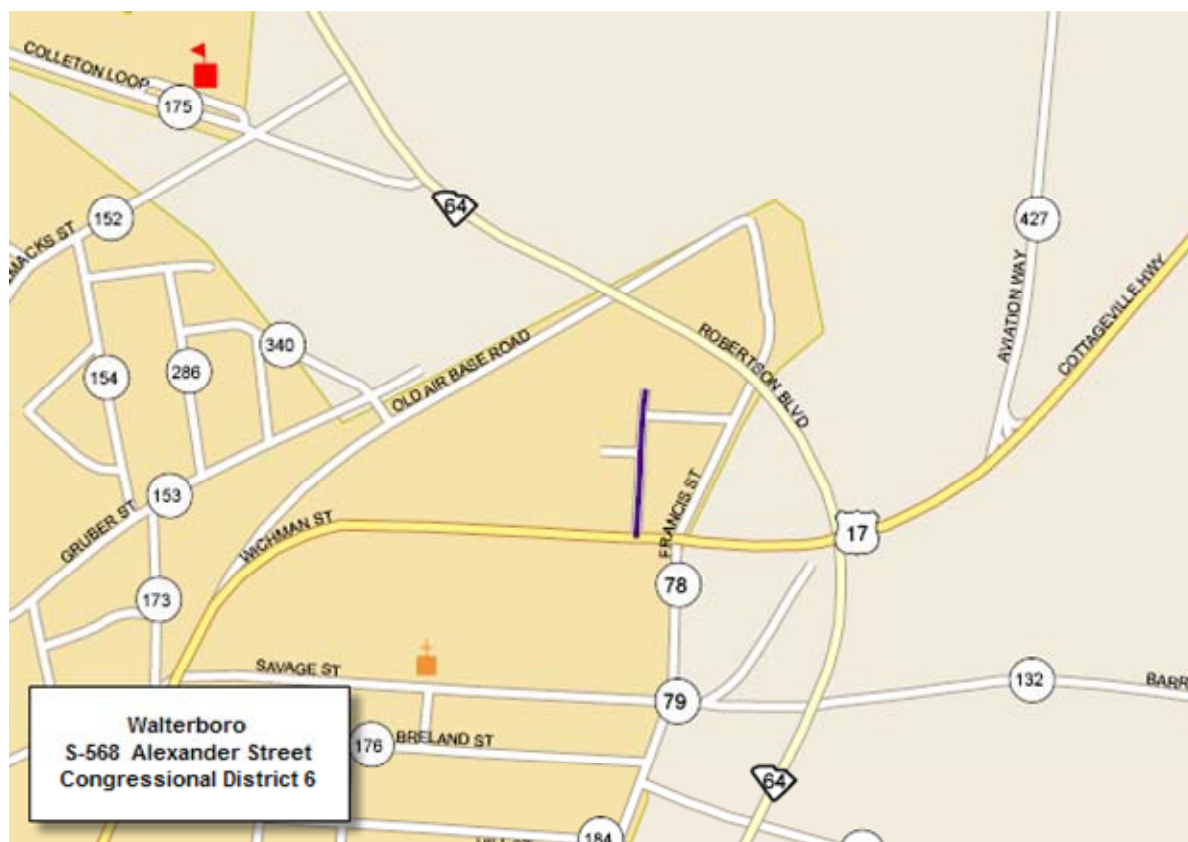 COLLETON LOOP
175
64
152
MACKS ST
427
AVIATION WAY
COTTAGEVILLE HWY
340
OLD AIR BASE ROAD
ROBERTSON BLVD
154
286
153
GRUBER ST
WICHMAN ST
FRANCIS ST
17
78
173
SAVAGE ST
79
132
BARR
176
BRELAND ST
64
184
Walterboro
S-568 Alexander Street
Congressional District 6